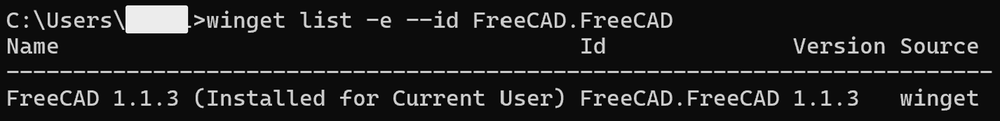 C:\Users\ >winget list -e --id FreeCAD.FreeCAD
Name Id Version Source
--------------------------------------------------------------------------
FreeCAD 1.1.3 (Installed for Current User) FreeCAD.FreeCAD 1.1.3 winget